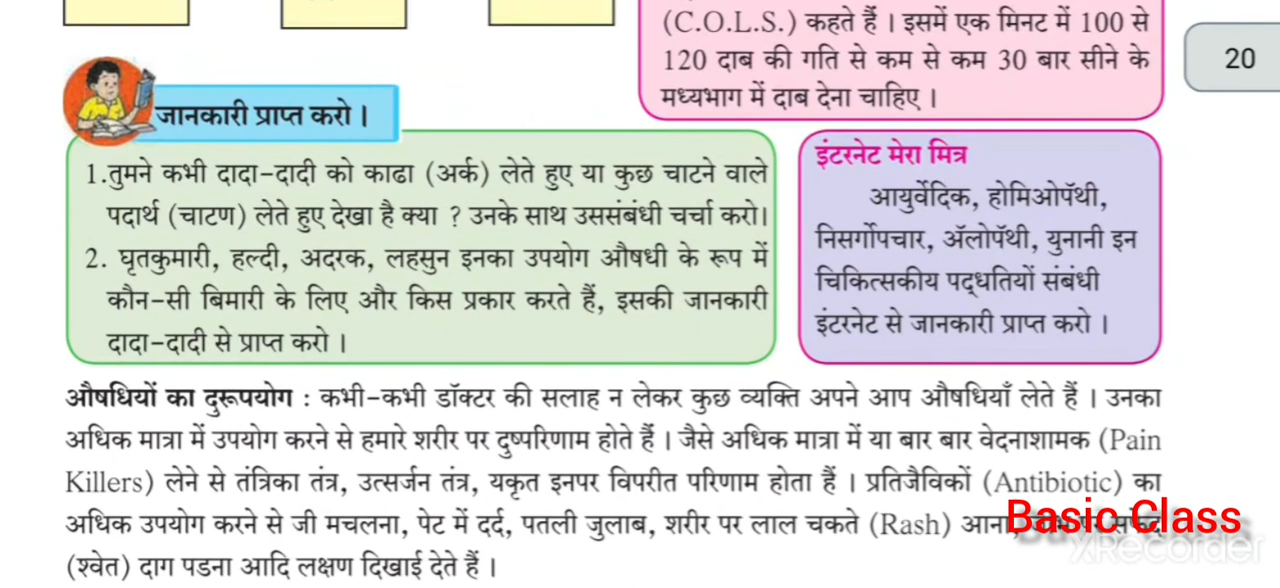 (C.O.L.S.) कहते हैं । इसमें एक मिनट में 100 से
120 दाब की गति से कम से कम 30 बार सीने के
मध्यभाग में दाब देना चाहिए ।
20
जानकारी प्राप्त करो ।
1.तुमने कभी दादा-दादी को काढा (अर्क) लेते हुए या कुछ चाटने वाले
पदार्थ (चाटण) लेते हुए देखा है क्या ? उनके साथ उससंबंधी चर्चा करो।
2. घृतकुमारी, हल्दी, अदरक, लहसुन इनका उपयोग औषधी के रूप में
कौन-सी बिमारी के लिए और किस प्रकार करते हैं, इसकी जानकारी
दादा-दादी से प्राप्त करो ।
इंटरनेट मेरा मित्र
आयुर्वेदिक, होमिओपॅथी,
निसर्गोपचार, ॲलोपॅथी, युनानी इन
चिकित्सकीय पद्धतियों संबंधी
इंटरनेट से जानकारी प्राप्त करो ।
औषधियों का दुरूपयोग : कभी-कभी डॉक्टर की सलाह न लेकर कुछ व्यक्ति अपने आप औषधियाँ लेते हैं । उनका
अधिक मात्रा में उपयोग करने से हमारे शरीर पर दुष्परिणाम होते हैं । जैसे अधिक मात्रा में या बार बार वेदनाशामक (Pain
Killers) लेने से तंत्रिका तंत्र, उत्सर्जन तंत्र, यकृत इनपर विपरीत परिणाम होता हैं । प्रतिजैविकों (Antibiotic) का
अधिक उपयोग करने से जी मचलना, पेट में दर्द, पतली जुलाब, शरीर पर लाल चकते (Rash) आना,
(श्वेत) दाग पडना आदि लक्षण दिखाई देते हैं ।
Basic Class
XRecorder